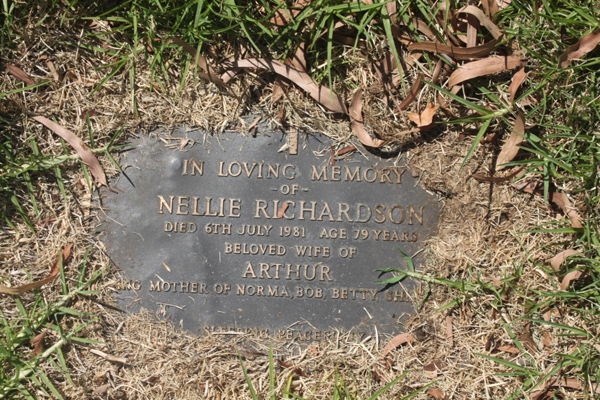 IN LOVING MEMORY
-OF-
NELLIE RICHARDSON
DIED 6TH JULY 1981 AGE 79 YEARS
BELOVED WIFE OF
ARTHUR
MOTHER OF NORMA, BOB, BETTY,